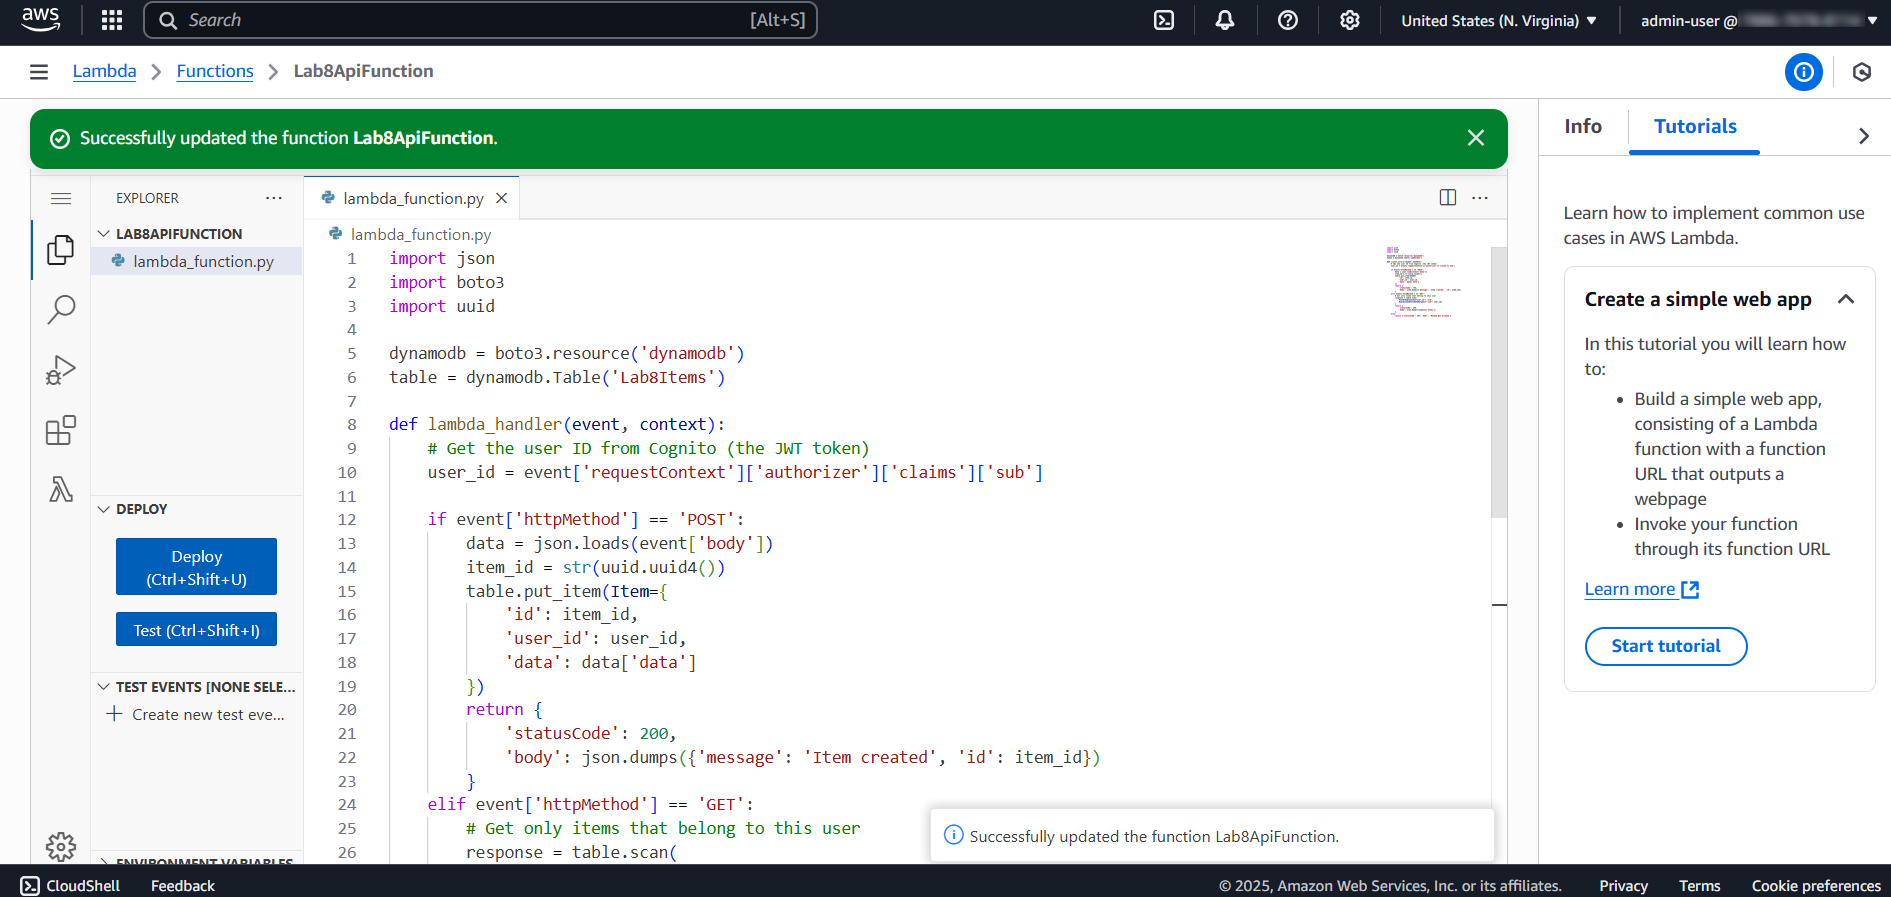 aws
Search
[Alt+S]
United States (N. Virginia)
admin-user @
Lambda
Functions
Lab8ApiFunction
Successfully updated the function Lab8ApiFunction.
Info
Tutorials
EXPLORER
LAB8APIFUNCTION
lambda_function.py
DEPLOY
Deploy
(Ctrl+Shift+U)
Test (Ctrl+Shift+I)
TEST EVENTS [NONE SELE...
Create new test eve...
ENVIRONMENT VARIABLES
lambda_function.py
lambda_function.py
1 import json
2 import boto3
3 import uuid
4
5 dynamodb = boto3.resource('dynamodb')
6 table = dynamodb.Table('Lab8Items')
7
8 def lambda_handler(event, context):
9 # Get the user ID from Cognito (the JWT token)
10 user_id = event['requestContext']['authorizer']['claims']['sub']
11
12 if event['httpMethod'] == 'POST':
13 data = json.loads(event['body'])
14 item_id = str(uuid.uuid4())
15 table.put_item(Item={
16 'id': item_id,
17 'user_id': user_id,
18 'data': data['data']
19 })
20 return {
21 'statusCode': 200,
22 'body': json.dumps({'message': 'Item created', 'id': item_id})
23 }
24 elif event['httpMethod'] == 'GET':
25 # Get only items that belong to this user
26 response = table.scan(
Successfully updated the function Lab8ApiFunction.
Learn how to implement common use
cases in AWS Lambda.
Create a simple web app
In this tutorial you will learn how
to:
• Build a simple web app,
consisting of a Lambda
function with a function
URL that outputs a
webpage
• Invoke your function
through its function URL
Learn more
Start tutorial
CloudShell
Feedback
© 2025, Amazon Web Services, Inc. or its affiliates.
Privacy
Terms
Cookie preferences